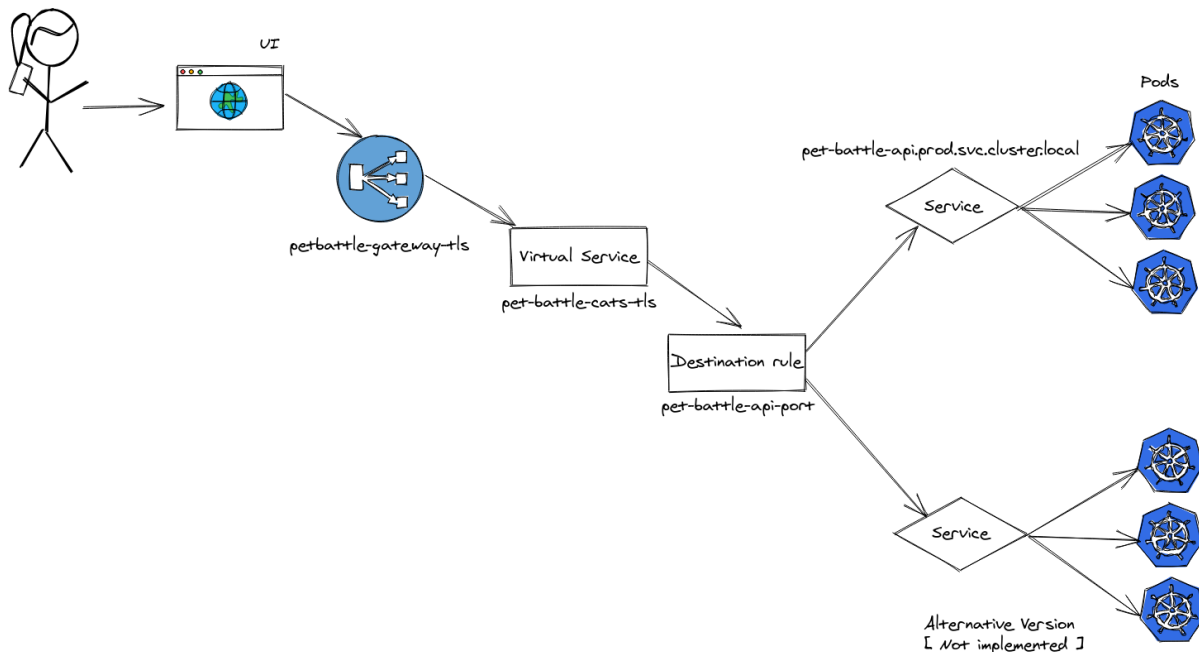 UI
Pods
pet-battle-api.prod.svc.cluster.local
Service
petbattle-gateway-tls
Virtual Service
pet-battle-cats-tls
Destination rule
pet-battle-api-port
Service
Alternative Version
[ Not implemented ]